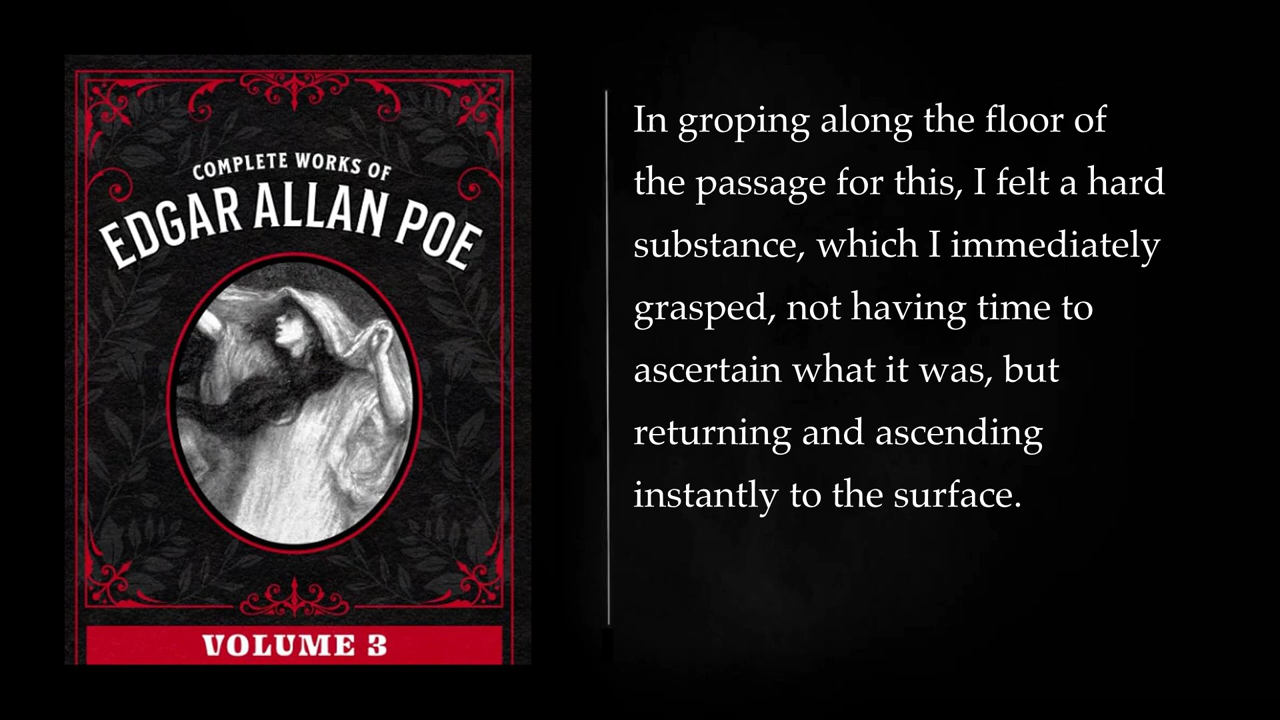 COMPLETE WORKS OF
EDGAR ALLAN POE
VOLUME 3
In groping along the floor of
the passage for this, I felt a hard
substance, which I immediately
grasped, not having time to
ascertain what it was, but
returning and ascending
instantly to the surface.